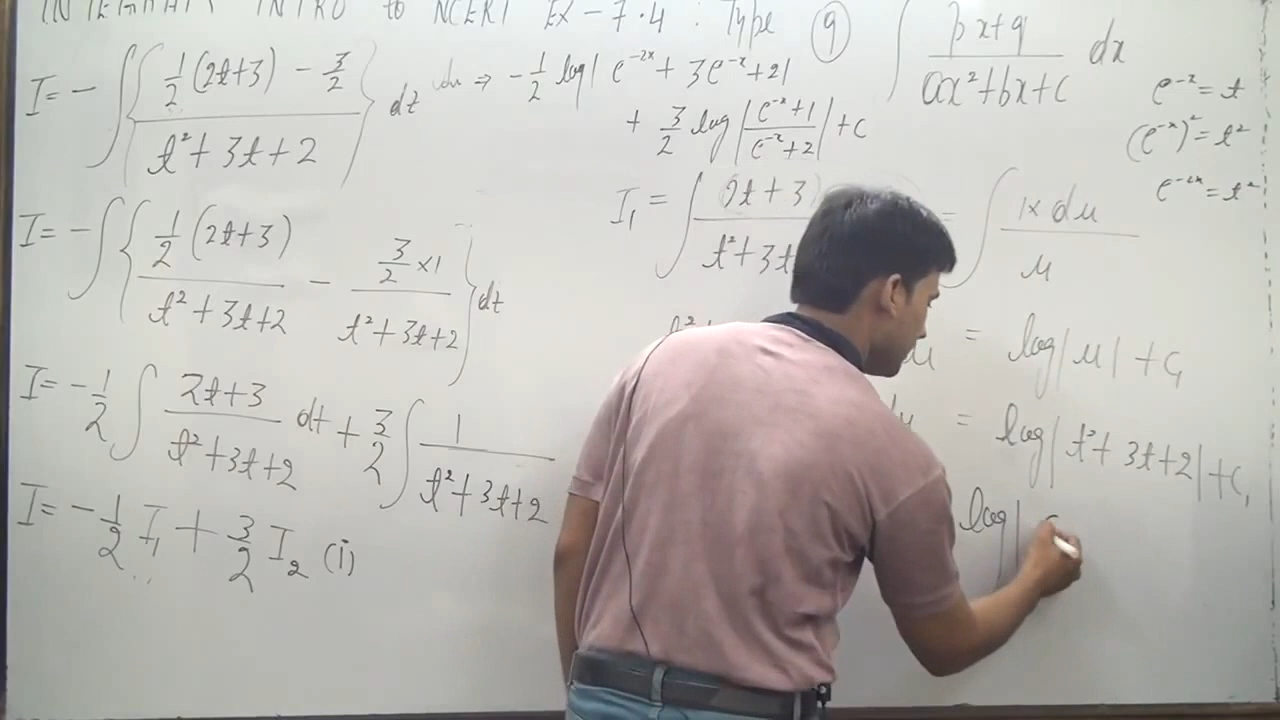 INTRO to NCERT EX-7.4 : Type 9 ∫ px+q / ax²+bx+c dx
I = -∫{ 1/2 (2t+3) - 3/2 / t²+3t+2 } dt
⇒ -1/2 log| e^-2x + 3e^-x +2|
+ 3/2 log| e^-x +1 / e^-x +2 | + C
e^-x = t
(e^-x)² = t²
e^-2x = t²
I = -∫{ 1/2 (2t+3) / t²+3t+2 - 3/2 ×1 / t²+3t+2 } dt
I = -1/2 ∫ 2t+3 / t²+3t+2 dt + 3/2 ∫ 1 / t²+3t+2
I = -1/2 I₁ + 3/2 I₂ (i)
I₁ = ∫ (2t+3) / t²+3t
= ∫ 1× du / u
= log|u| + C₁
= log| t²+3t+2| + C₁
log|